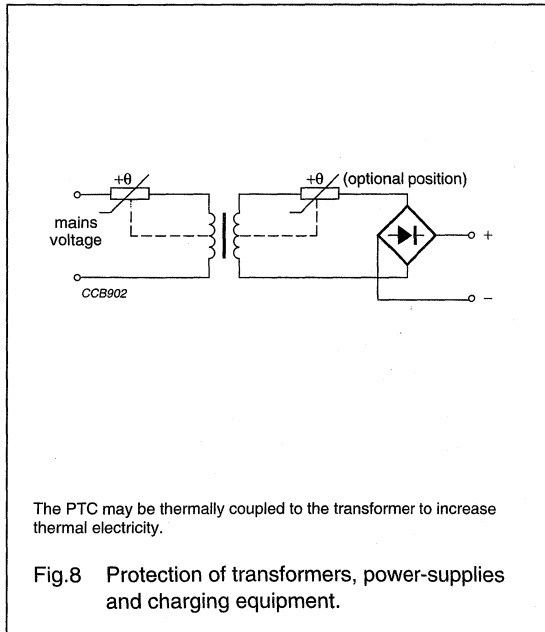 +θ
+θ (optional position)
mains
voltage
+
−
CCB902
The PTC may be thermally coupled to the transformer to increase
thermal electricity.
Fig.8 Protection of transformers, power-supplies
and charging equipment.